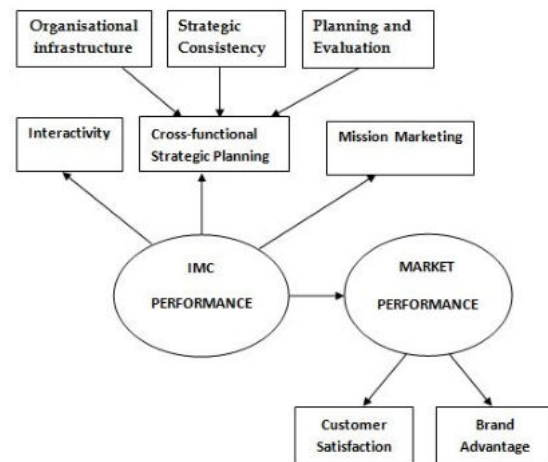 Organisational
infrastructure
Strategic
Consistency
Planning and
Evaluation
Interactivity
Cross-functional
Strategic Planning
Mission Marketing
IMC
PERFORMANCE
MARKET
PERFORMANCE
Customer
Satisfaction
Brand
Advantage